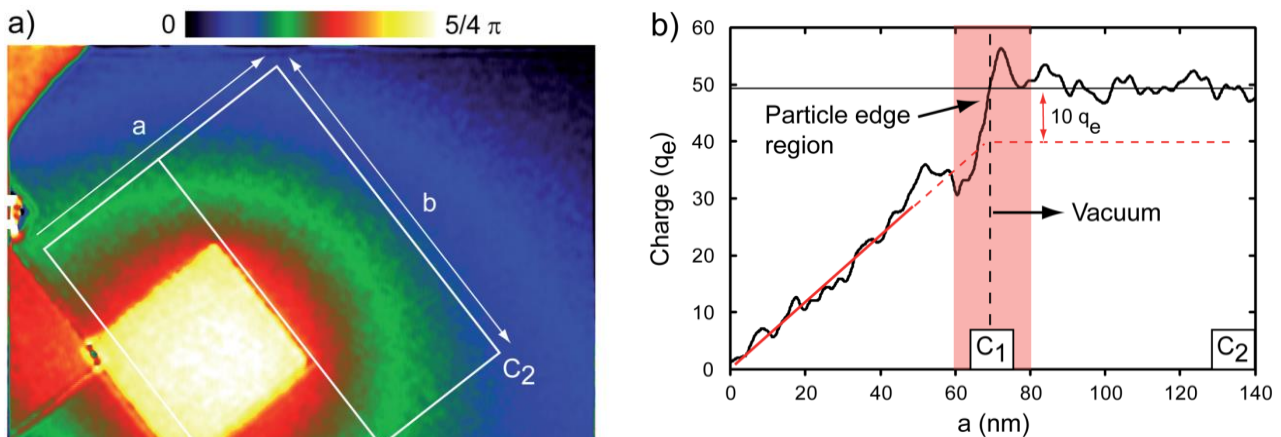 a)
0
5/4 π
a
b
C2
b)
Charge (qe)
60
50
40
30
20
10
0
Particle edge
region
10 qe
Vacuum
C1
C2
0
20
40
60
80
100
120
140
a (nm)